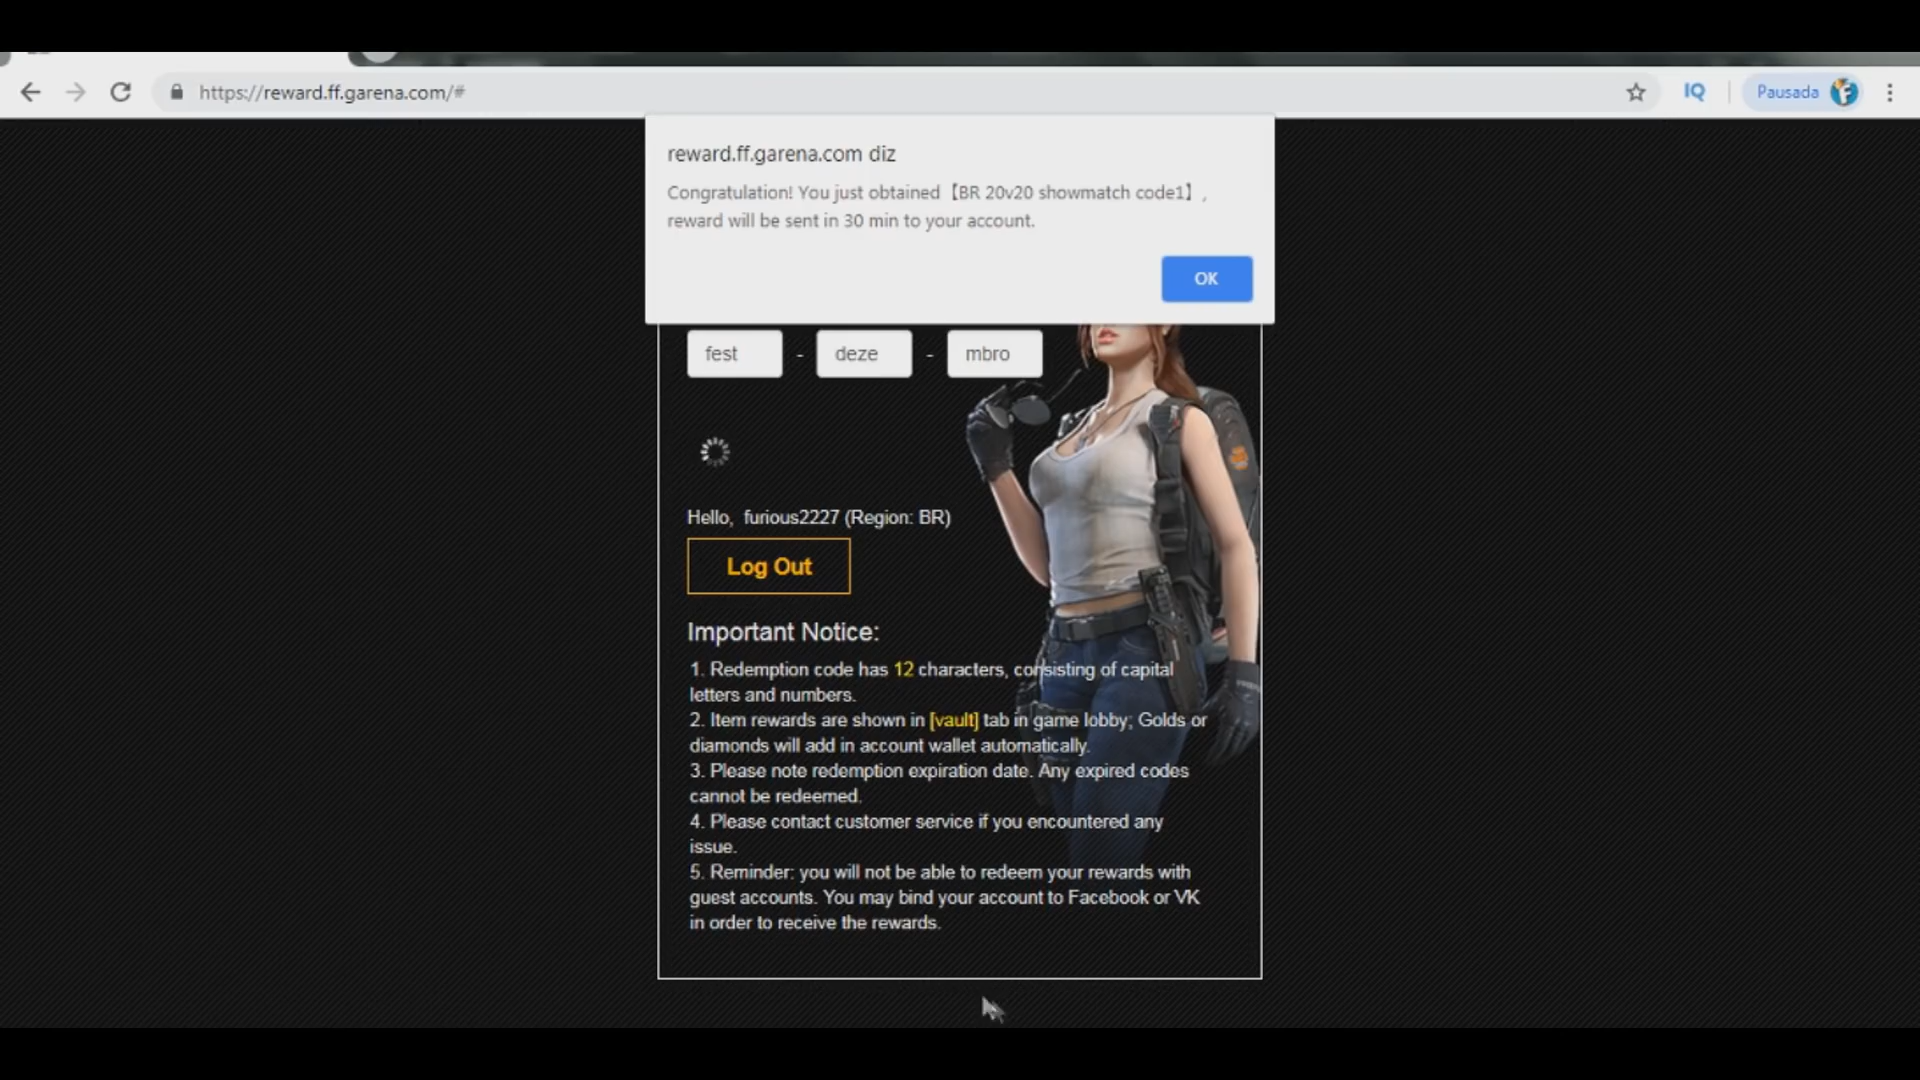 https://reward.ff.garena.com/#
IQ
Pausada
reward.ff.garena.com diz
Congratulation! You just obtained【BR 20v20 showmatch code1】,
reward will be sent in 30 min to your account.
OK
fest - deze - mbro
Hello, furious2227 (Region: BR)
Log Out
Important Notice:
1. Redemption code has 12 characters, consisting of capital
letters and numbers.
2. Item rewards are shown in [vault] tab in game lobby; Golds or
diamonds will add in account wallet automatically.
3. Please note redemption expiration date. Any expired codes
cannot be redeemed.
4. Please contact customer service if you encountered any
issue.
5. Reminder: you will not be able to redeem your rewards with
guest accounts. You may bind your account to Facebook or VK
in order to receive the rewards.